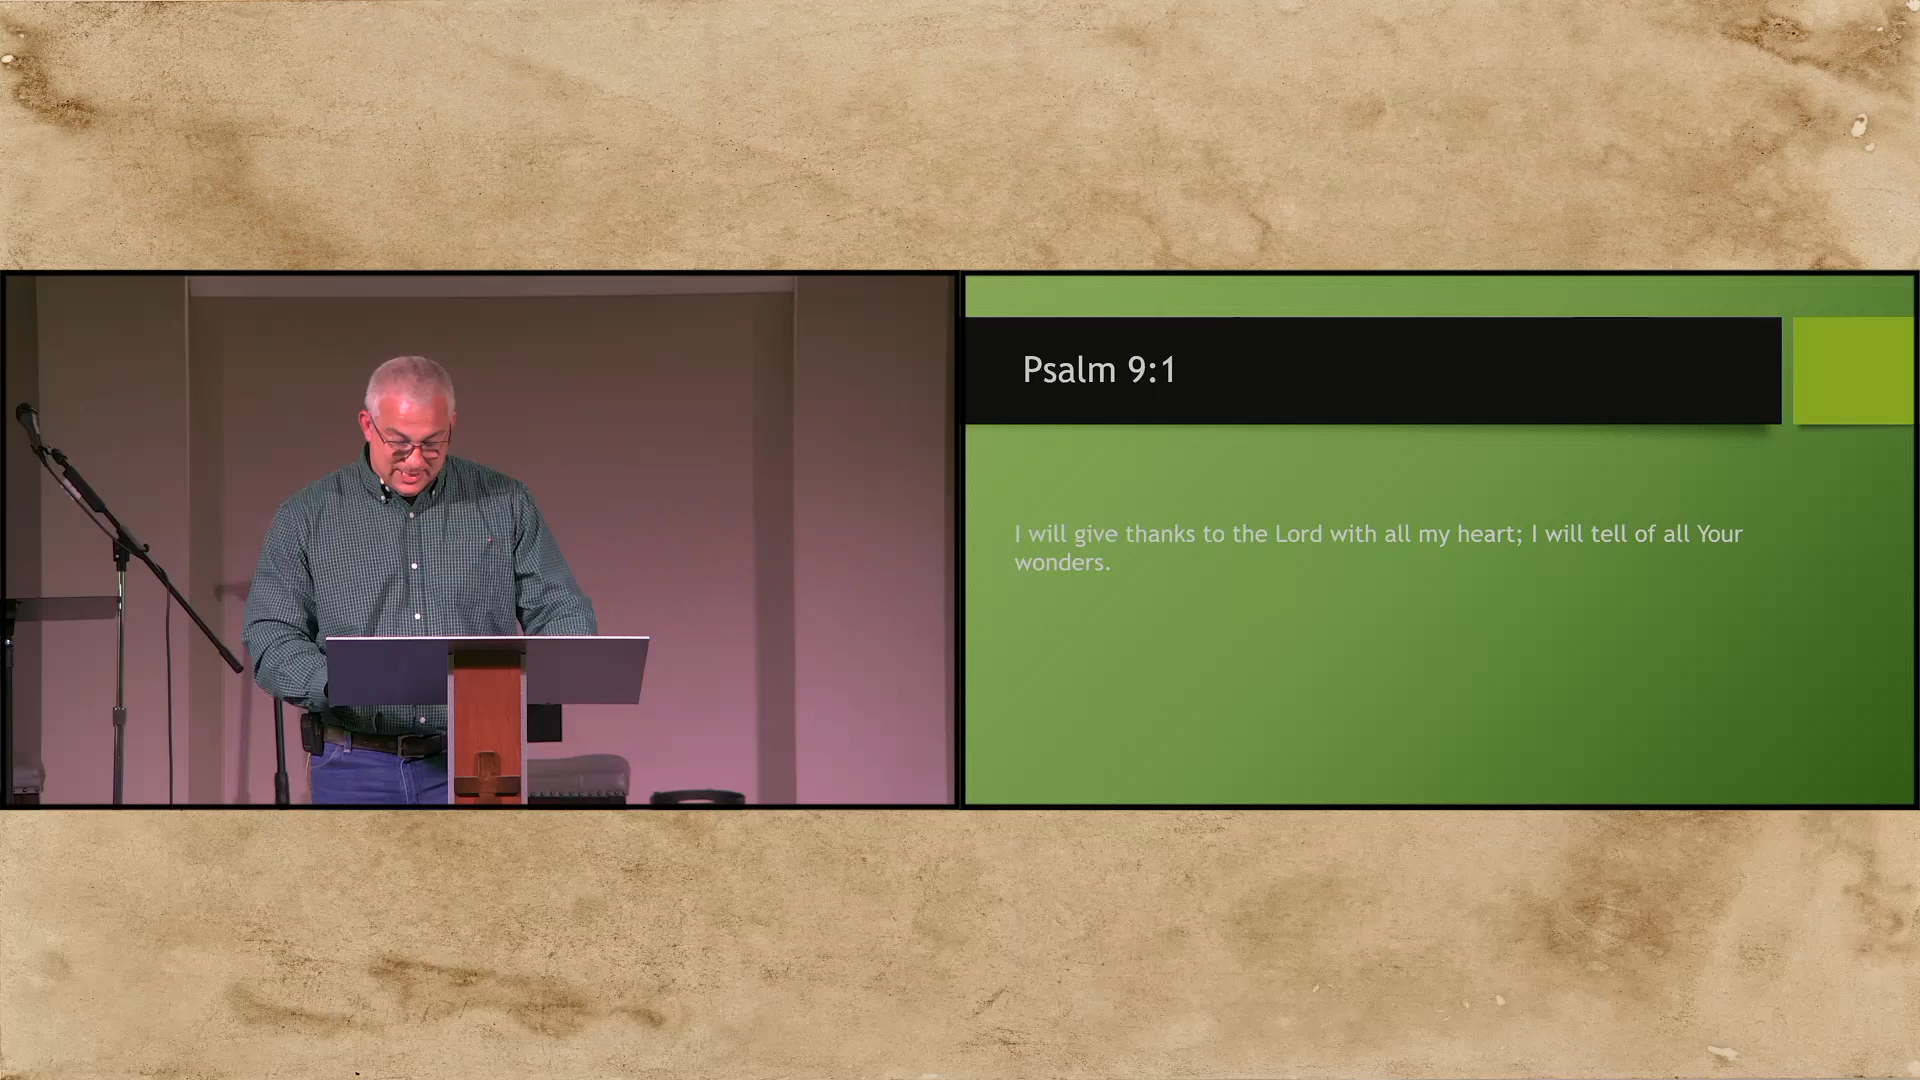 Psalm 9:1
I will give thanks to the Lord with all my heart; I will tell of all Your
wonders.